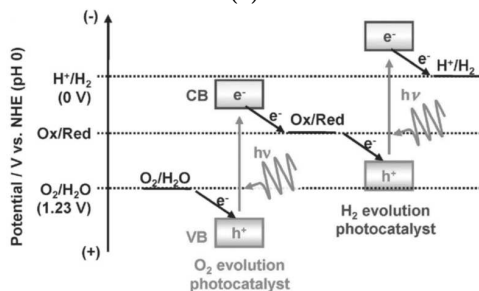 (-)
Potential / V vs. NHE (pH 0)
H⁺/H₂
(0 V)
Ox/Red
O₂/H₂O
(1.23 V)
(+)
e⁻
e⁻
H⁺/H₂
hν
CB
e⁻
e⁻
Ox/Red
e⁻
hν
h⁺
O₂/H₂O
e⁻
VB
h⁺
H₂ evolution
photocatalyst
O₂ evolution
photocatalyst